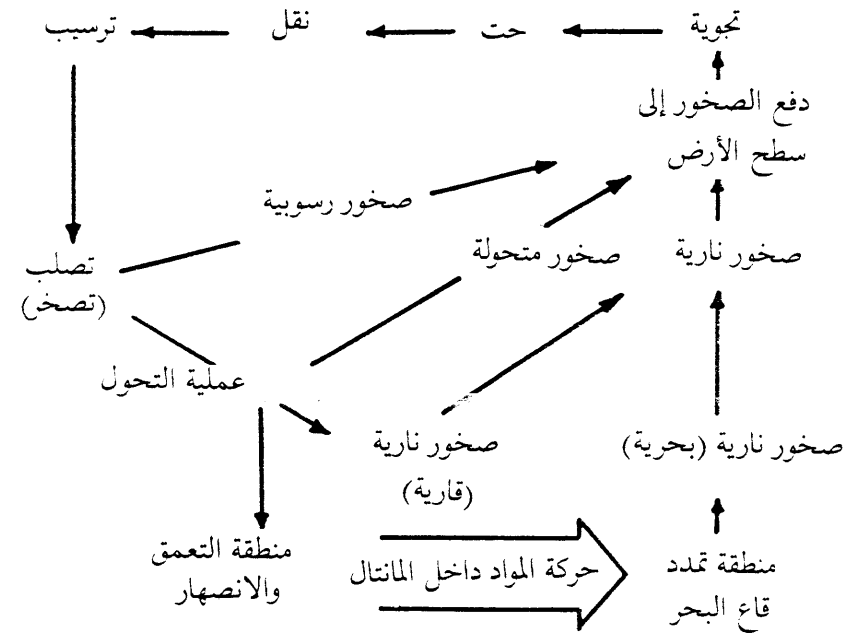 تجوية
حت
نقل
ترسيب
دفع الصخور إلى
سطح الأرض
صخور رسوبية
صخور نارية
صخور متحولة
تصلب
(تصخر)
عملية التحول
صخور نارية (بحرية)
صخور نارية
(قارية)
منطقة تمدد
قاع البحر
حركة المواد داخل المانتال
منطقة التعمق
والانصهار